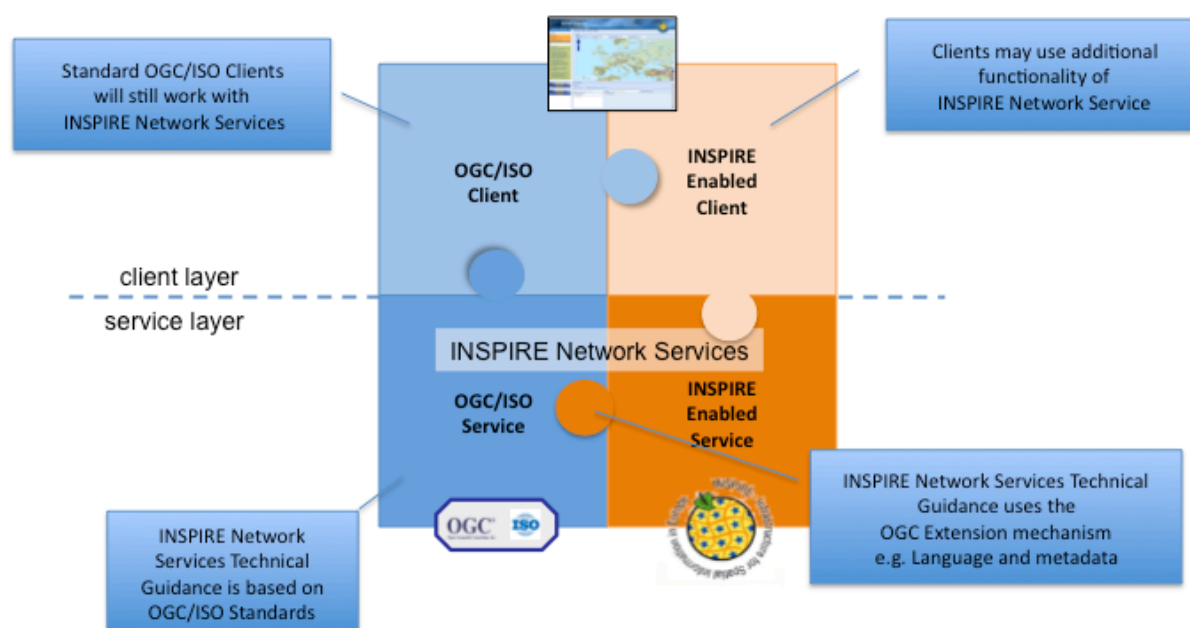 Standard OGC/ISO Clients
will still work with
INSPIRE Network Services
Clients may use additional
functionality of
INSPIRE Network Service
OGC/ISO
Client
INSPIRE
Enabled
Client
client layer
service layer
INSPIRE Network Services
OGC/ISO
Service
INSPIRE
Enabled
Service
INSPIRE Network
Services Technical
Guidance is based on
OGC/ISO Standards
OGC
ISO
INSPIRE Network Services Technical
Guidance uses the
OGC Extension mechanism
e.g. Language and metadata